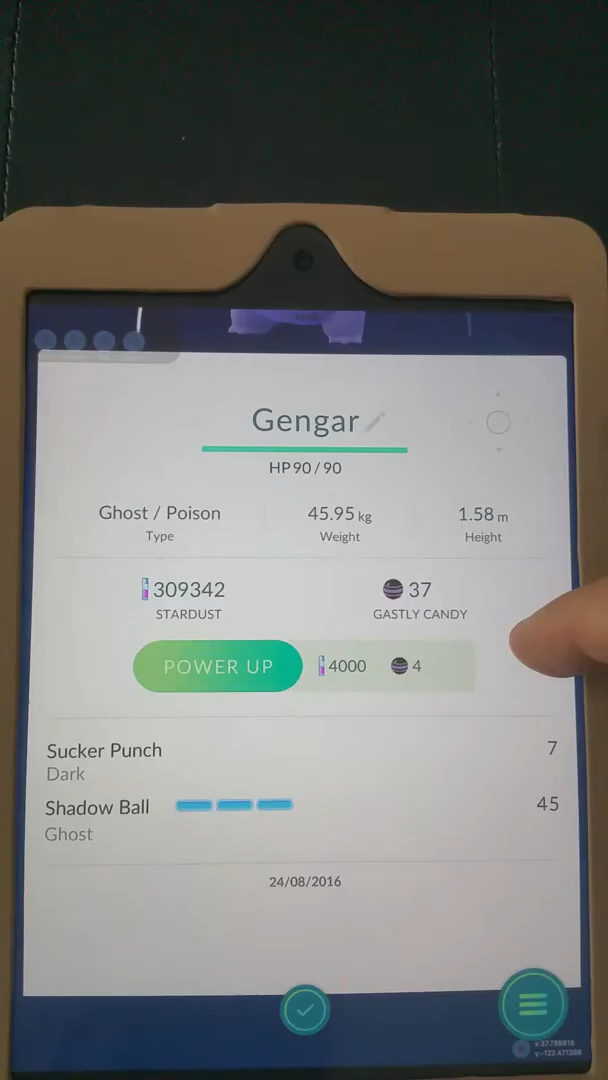 Gengar
HP 90 / 90
Ghost / Poison
45.95 kg
1.58 m
Type
Weight
Height
309342
37
STARDUST
GASTLY CANDY
POWER UP
4000
4
Sucker Punch
7
Dark
Shadow Ball
45
Ghost
24/08/2016